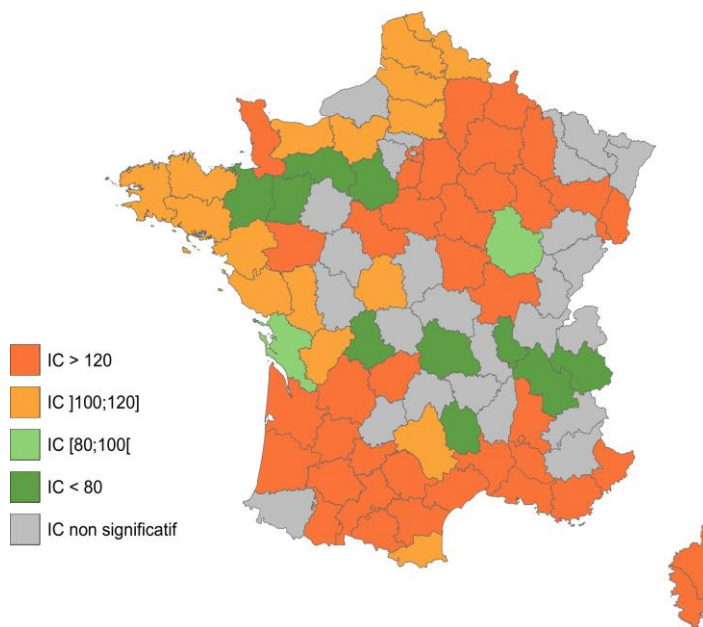 IC > 120
IC ]100;120]
IC [80;100[
IC < 80
IC non significatif